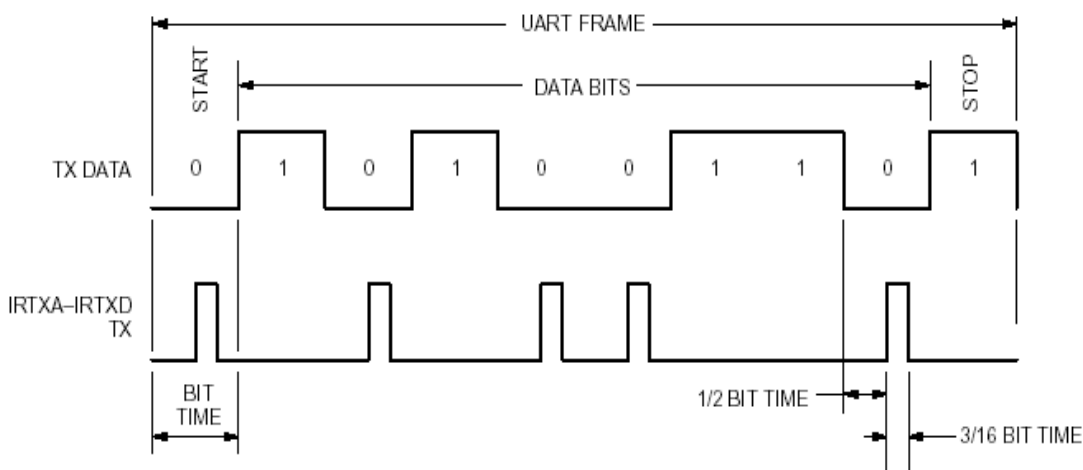 UART FRAME
START
DATA BITS
STOP
TX DATA
0 1 0 1 0 0 1 1 0 1
IRTXA–IRTXD
TX
BIT
TIME
1/2 BIT TIME
3/16 BIT TIME